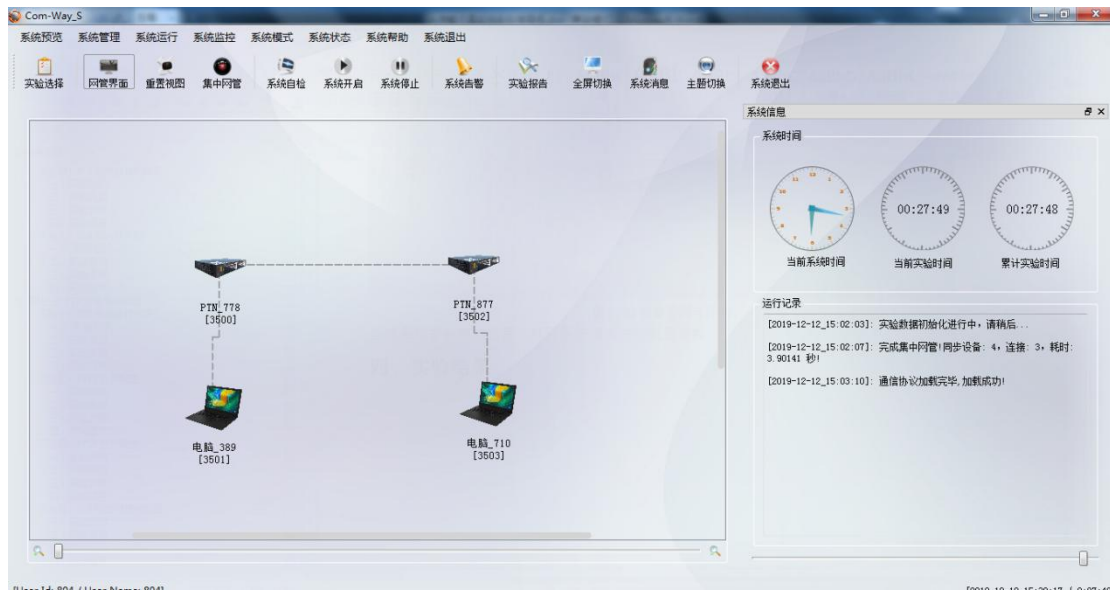 Com-Way_S
系统预览 系统管理 系统运行 系统监控 系统模式 系统状态 系统帮助 系统退出
实验选择 网管界面 重置视图 集中网管 系统自检 系统开启 系统停止 系统告警 实验报告 全屏切换 系统消息 主题切换 系统退出
系统信息
系统时间
00:27:49 00:27:48
当前系统时间 当前实验时间 累计实验时间
PTN_778
[3500]
PTN_877
[3502]
运行记录
[2019-12-12_15:02:03]: 实验数据初始化进行中，请稍后...
[2019-12-12_15:02:07]: 完成集中网管!同步设备: 4，连接: 3，耗时:
3.90141 秒!
[2019-12-12_15:03:10]: 通信协议加载完毕,加载成功!
电脑_389
[3501]
电脑_710
[3503]